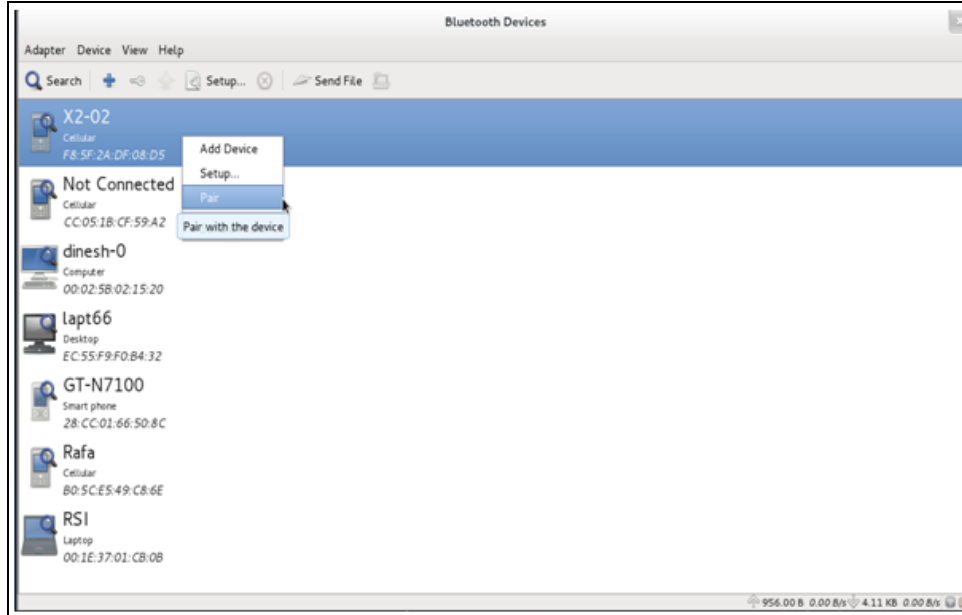 Bluetooth Devices
Adapter Device View Help
Search Setup... Send File
X2-02
Cellular
F8:5F:2A:DF:08:D5
Add Device
Setup...
Pair
Pair with the device
Not Connected
Cellular
CC:05:1B:CF:59:A2
dinesh-0
Computer
00:02:5B:02:15:20
lapt66
Desktop
EC:55:F9:F0:B4:32
GT-N7100
Smart phone
28:CC:01:66:50:8C
Rafa
Cellular
B0:5C:E5:49:C8:6E
RSI
Laptop
00:1E:37:01:CB:0B
956.00 B 0.00 B/s 4.11 KB 0.00 B/s